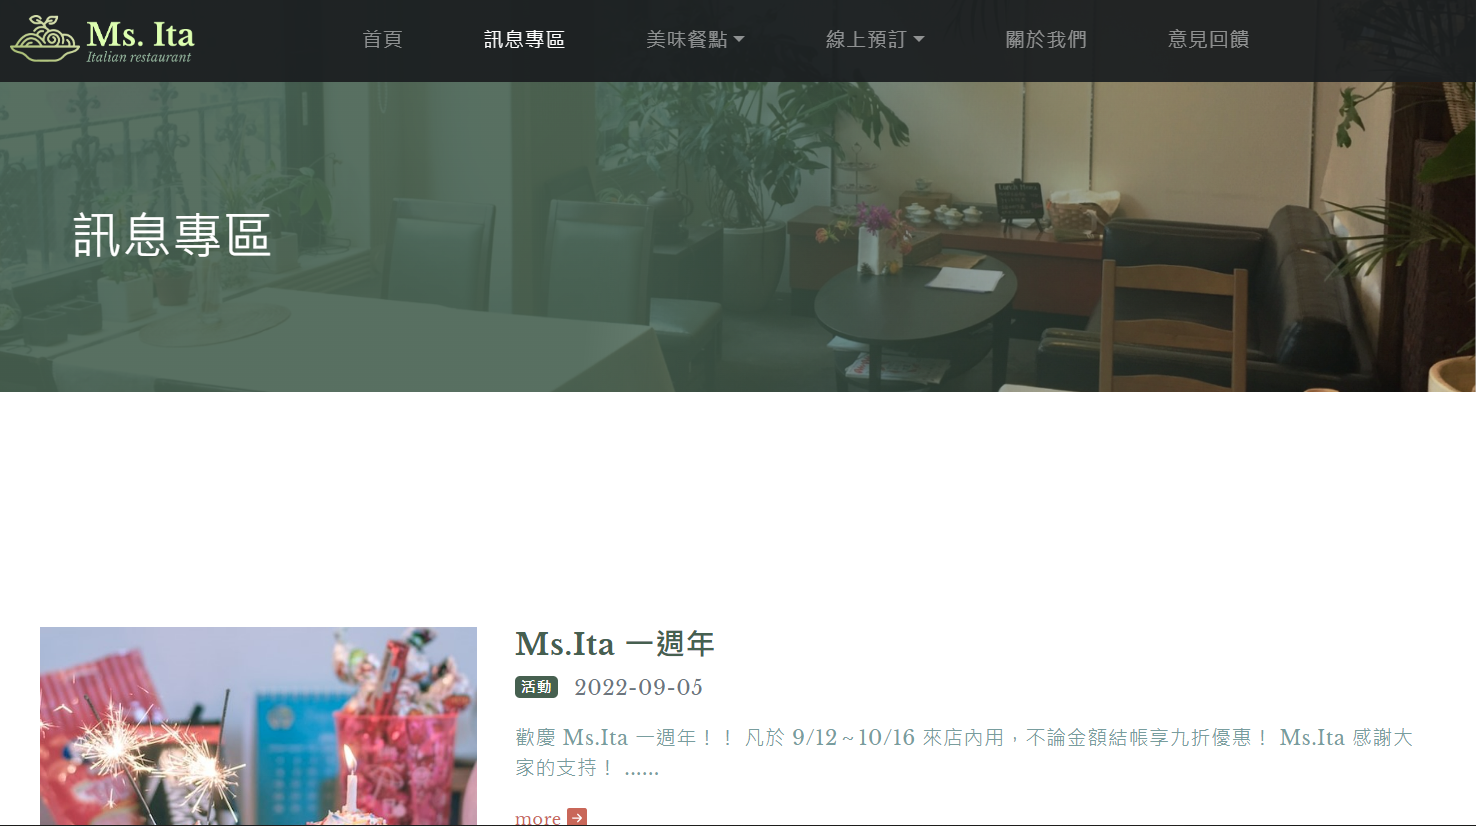 Ms. Ita
Italian restaurant
首頁
訊息專區
美味餐點
線上預訂
關於我們
意見回饋
訊息專區
Ms.Ita 一週年
活動 2022-09-05
歡慶 Ms.Ita 一週年！！ 凡於 9/12～10/16 來店內用，不論金額結帳享九折優惠！ Ms.Ita 感謝大
家的支持！ ......
more